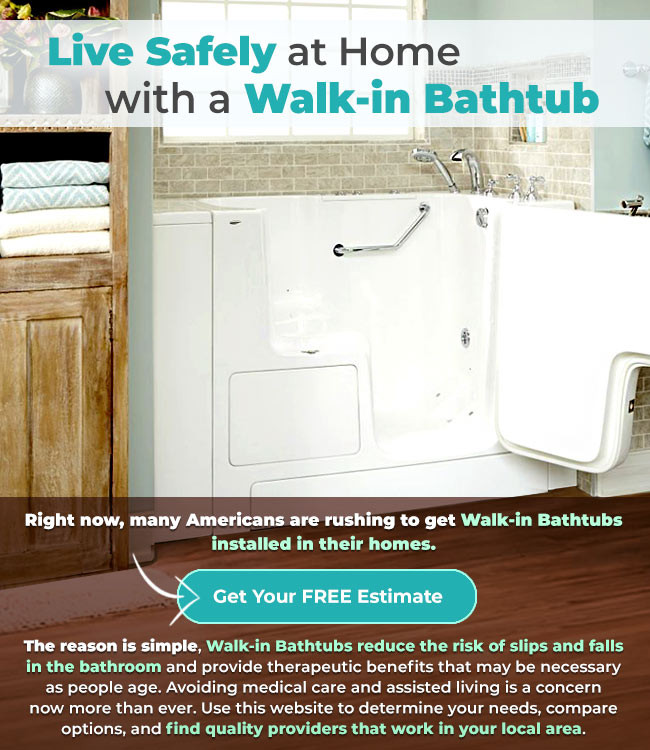 Live Safely at Home
with a Walk-in Bathtub
Right now, many Americans are rushing to get Walk-in Bathtubs
installed in their homes.
Get Your FREE Estimate
The reason is simple, Walk-in Bathtubs reduce the risk of slips and falls
in the bathroom and provide therapeutic benefits that may be necessary
as people age. Avoiding medical care and assisted living is a concern
now more than ever. Use this website to determine your needs, compare
options, and find quality providers that work in your local area.